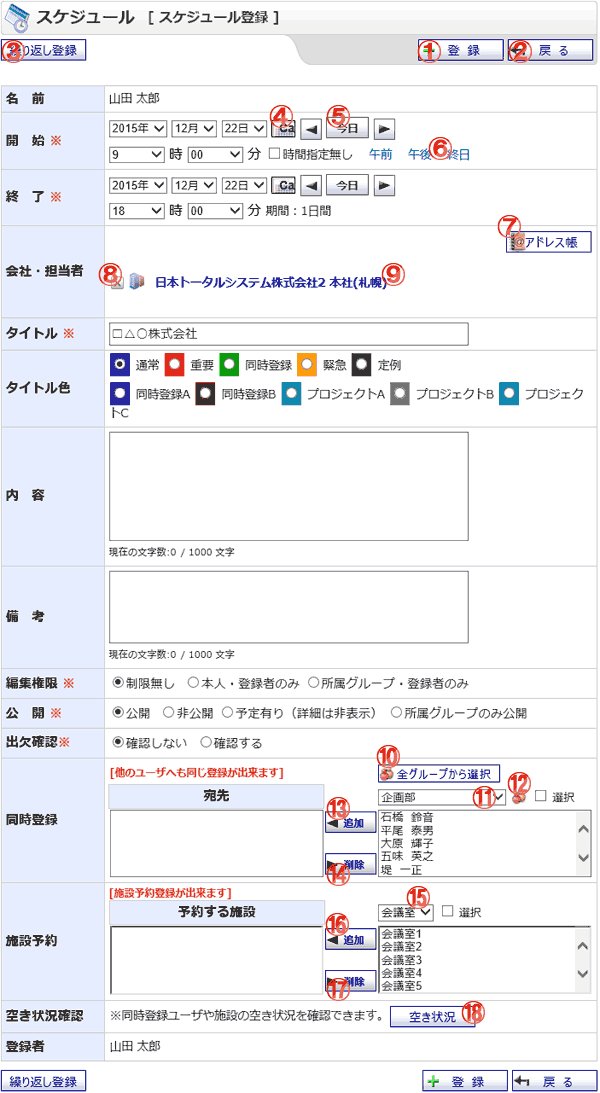 スケジュール [ スケジュール登録 ]
③ 繰り返し登録 ① 登 録 ② 戻 る
名 前 山田 太郎
開 始 ※ 2015年 12月 22日 ④ Ca ⑤ 今日
9 時 00 分 時間指定無し 午前 午後 ⑥ 終日
終 了 ※ 2015年 12月 22日 Ca 今日
18 時 00 分 期間：1日間
⑦ アドレス帳
会社・担当者 ⑧ 日本トータルシステム株式会社2 本社(札幌) ⑨
タイトル ※ □△○株式会社
タイトル色 通常 重要 同時登録 緊急 定例
同時登録A 同時登録B プロジェクトA プロジェクトB プロジェク
トC
内 容
現在の文字数:0 / 1000 文字
備 考
現在の文字数:0 / 1000 文字
編集権限 ※ 制限無し 本人・登録者のみ 所属グループ・登録者のみ
公 開 ※ 公開 非公開 予定有り（詳細は非表示） 所属グループのみ公開
出欠確認※ 確認しない 確認する
同時登録 [他のユーザへも同じ登録が出来ます] ⑩ 全グループから選択
宛先 企画部 ⑪ ⑫ 選択
⑬ 追加 石橋 鈴音
平尾 泰男
大原 輝子
⑭ 削除 五味 英之
堤 一正
施設予約 [施設予約登録が出来ます] ⑮
予約する施設 会議室 選択
⑯ 追加 会議室1
会議室2
会議室3
⑰ 削除 会議室4
会議室5
空き状況確認 ※同時登録ユーザや施設の空き状況を確認できます。 空き状況 ⑱
登録者 山田 太郎
繰り返し登録 登 録 戻 る